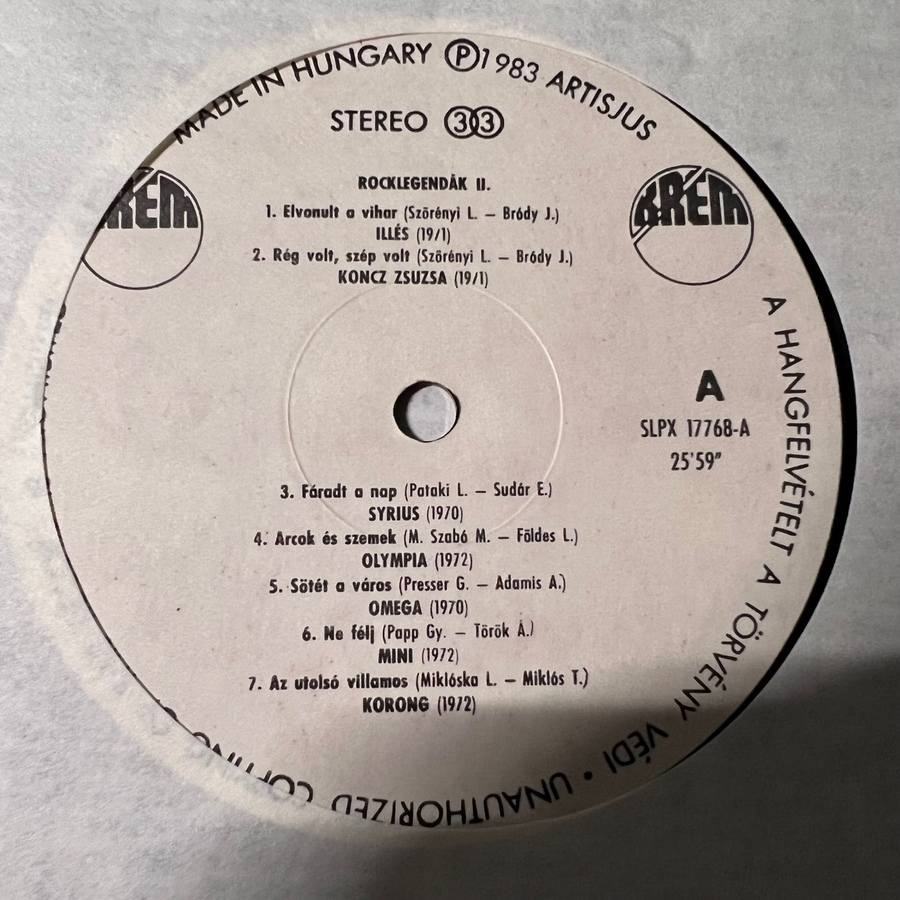 MADE IN HUNGARY Ⓟ 1983 ARTISJUS
STEREO 33
KRÉM
KRÉM
ROCKLEGENDÁK II.
1. Elvonult a vihar (Szörényi L. – Bródy J.)
ILLÉS (19/1)
2. Rég volt, szép volt (Szörényi L. – Bródy J.)
KONCZ ZSUZSA (19/1)
A
SLPX 17768-A
25'59"
3. Fáradt a nap (Pataki L. – Sudár E.)
SYRIUS (1970)
4. Arcok és szemek (M. Szabó M. – Földes L.)
OLYMPIA (1972)
5. Sötét a város (Presser G. – Adamis A.)
OMEGA (1970)
6. Ne félj (Papp Gy. – Török Á.)
MINI (1972)
7. Az utolsó villamos (Miklóska L. – Miklós T.)
KORONG (1972)
A HANGFELVÉTELT A TÖRVÉNY VÉDI • UNAUTHORIZED COPYING